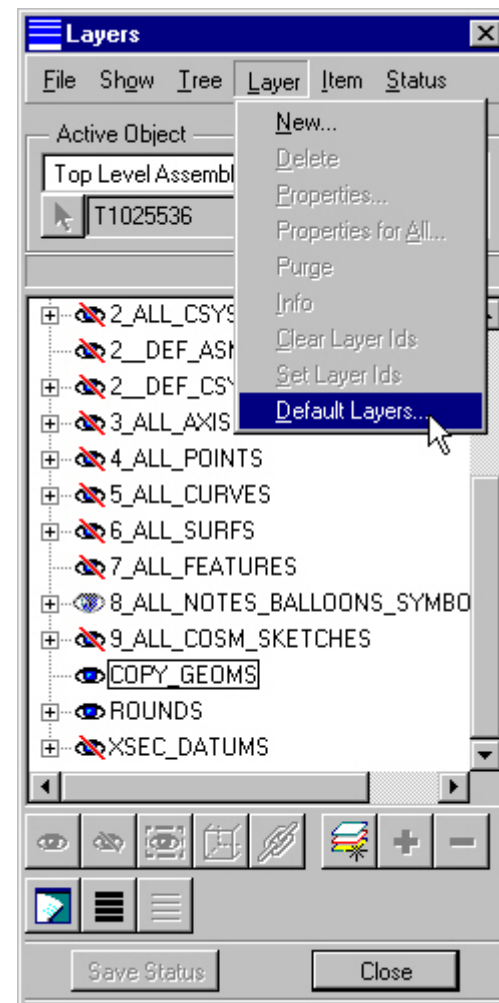 Layers
File Show Tree Layer Item Status
Active Object
Top Level Assembl
T1025536
New...
Delete
Properties...
Properties for All...
Purge
Info
Clear Layer Ids
Set Layer Ids
Default Layers...
2_ALL_CSYS
2__DEF_ASM
2__DEF_CSY
3_ALL_AXIS
4_ALL_POINTS
5_ALL_CURVES
6_ALL_SURFS
7_ALL_FEATURES
8_ALL_NOTES_BALLOONS_SYMBO
9_ALL_COSM_SKETCHES
COPY_GEOMS
ROUNDS
XSEC_DATUMS
Save Status Close